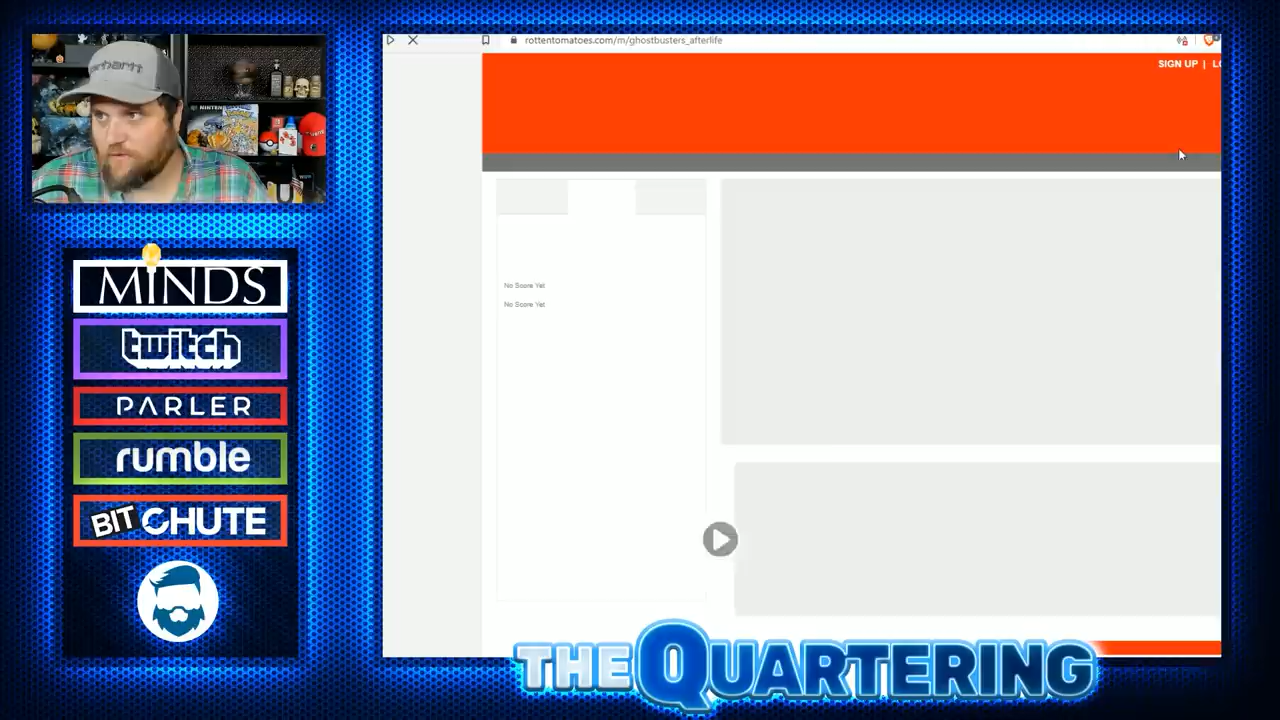 rottentomatoes.com/m/ghostbusters_afterlife
SIGN UP |
No Score Yet
No Score Yet
carhartt
NINTEN
MINDS
twitch
PARLER
rumble
BITCHUTE
THE QUARTERING